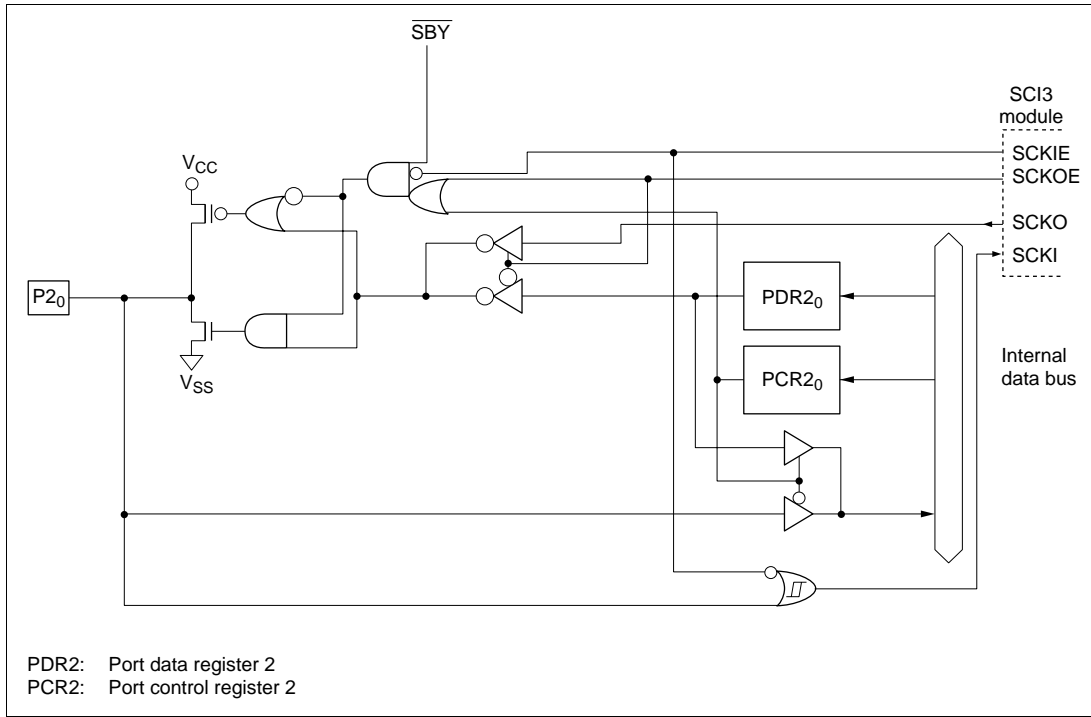 SBY
SCI3
module
SCKIE
SCKOE
SCKO
SCKI
VCC
P20
VSS
PDR20
PCR20
Internal
data bus
PDR2: Port data register 2
PCR2: Port control register 2